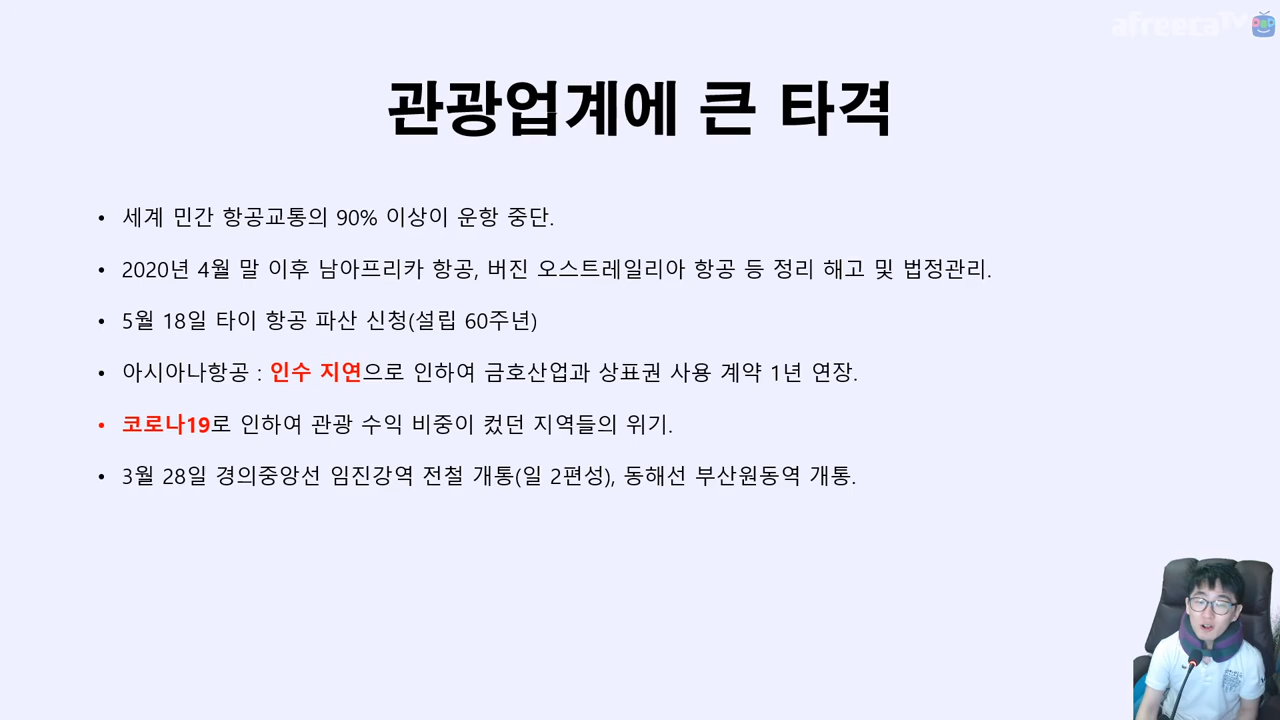 afreecaTV
관광업계에 큰 타격
• 세계 민간 항공교통의 90% 이상이 운항 중단.
• 2020년 4월 말 이후 남아프리카 항공, 버진 오스트레일리아 항공 등 정리 해고 및 법정관리.
• 5월 18일 타이 항공 파산 신청(설립 60주년)
• 아시아나항공 : 인수 지연으로 인하여 금호산업과 상표권 사용 계약 1년 연장.
• 코로나19로 인하여 관광 수익 비중이 컸던 지역들의 위기.
• 3월 28일 경의중앙선 임진강역 전철 개통(일 2편성), 동해선 부산원동역 개통.